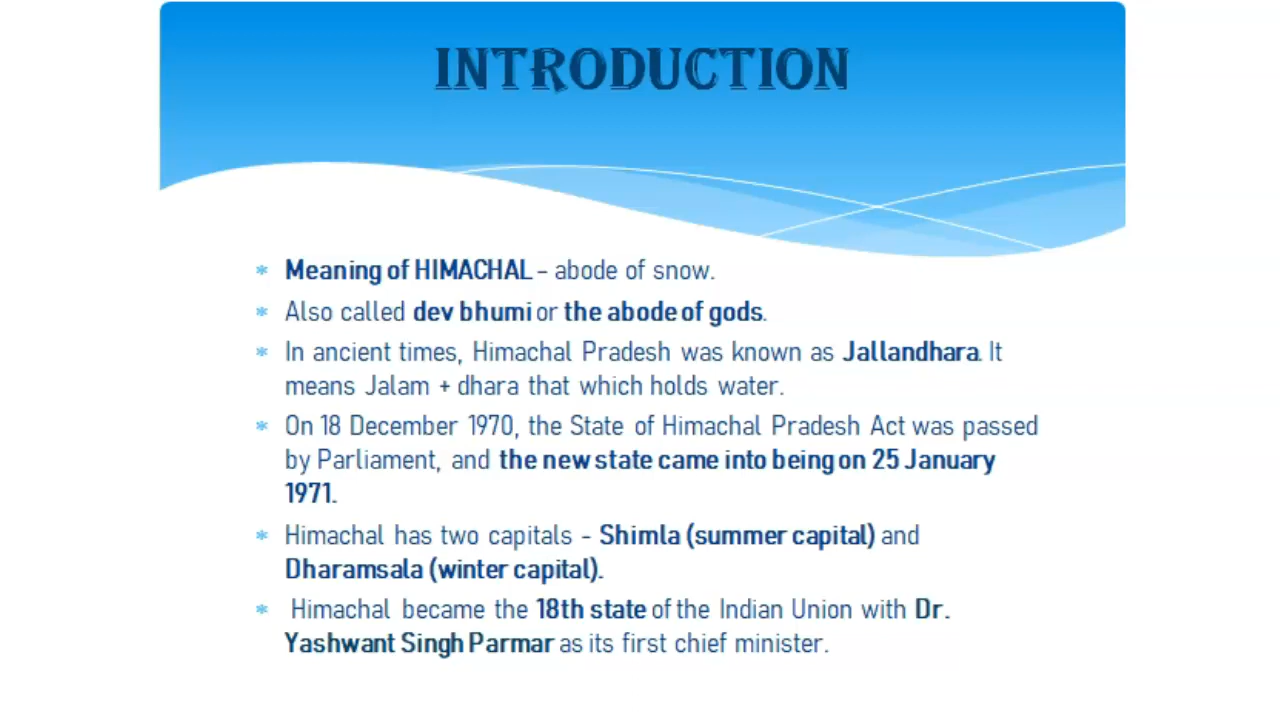 INTRODUCTION
* Meaning of HIMACHAL - abode of snow.
* Also called dev bhumi or the abode of gods.
* In ancient times, Himachal Pradesh was known as Jallandhara. It
means Jalam + dhara that which holds water.
* On 18 December 1970, the State of Himachal Pradesh Act was passed
by Parliament, and the new state came into being on 25 January
1971.
* Himachal has two capitals - Shimla (summer capital) and
Dharamsala (winter capital).
* Himachal became the 18th state of the Indian Union with Dr.
Yashwant Singh Parmar as its first chief minister.